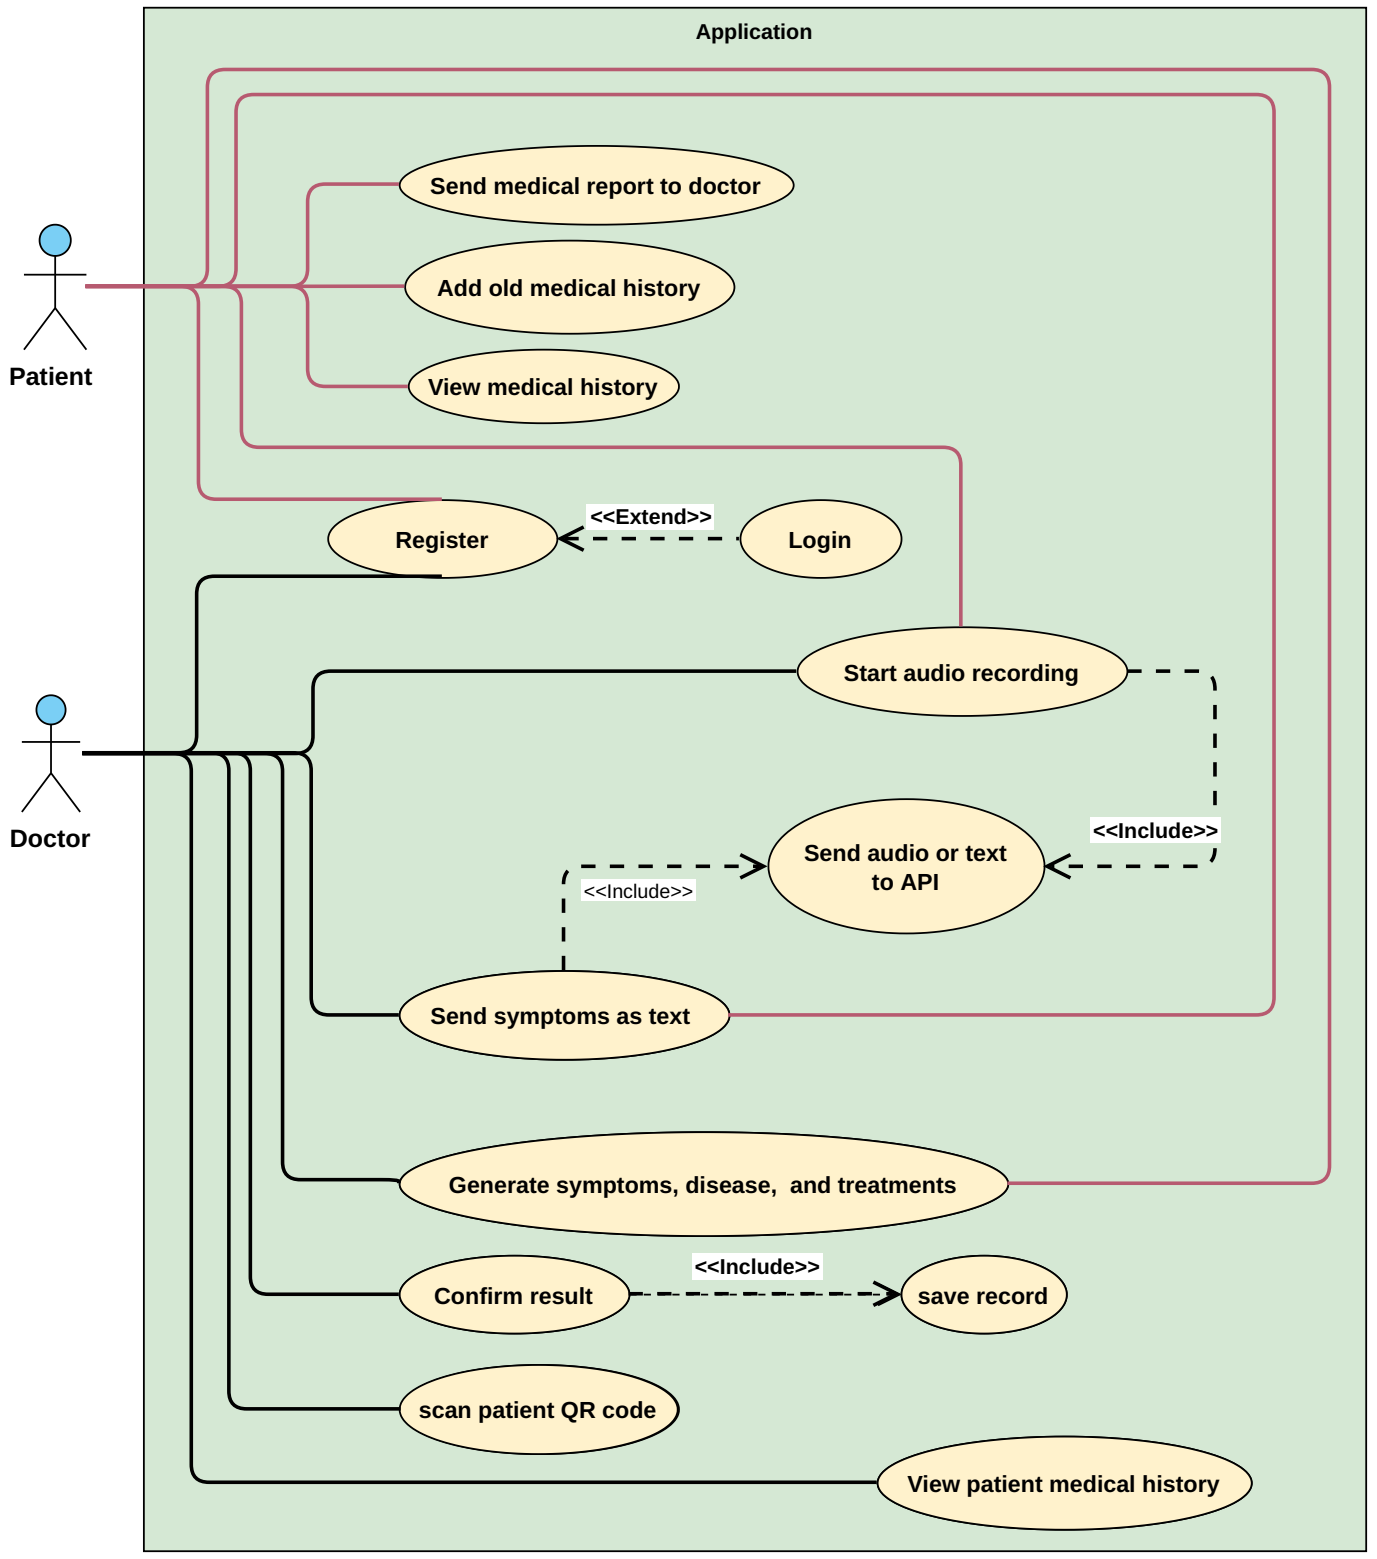 Application
Send medical report to doctor
Add old medical history
Patient
View medical history
<<Extend>>
Register
Login
Start audio recording
Doctor
<<Include>>
Send audio or text
to API
<<Include>>
Send symptoms as text
Generate symptoms, disease,  and treatments
<<Include>>
Confirm result
save record
scan patient QR code
View patient medical history